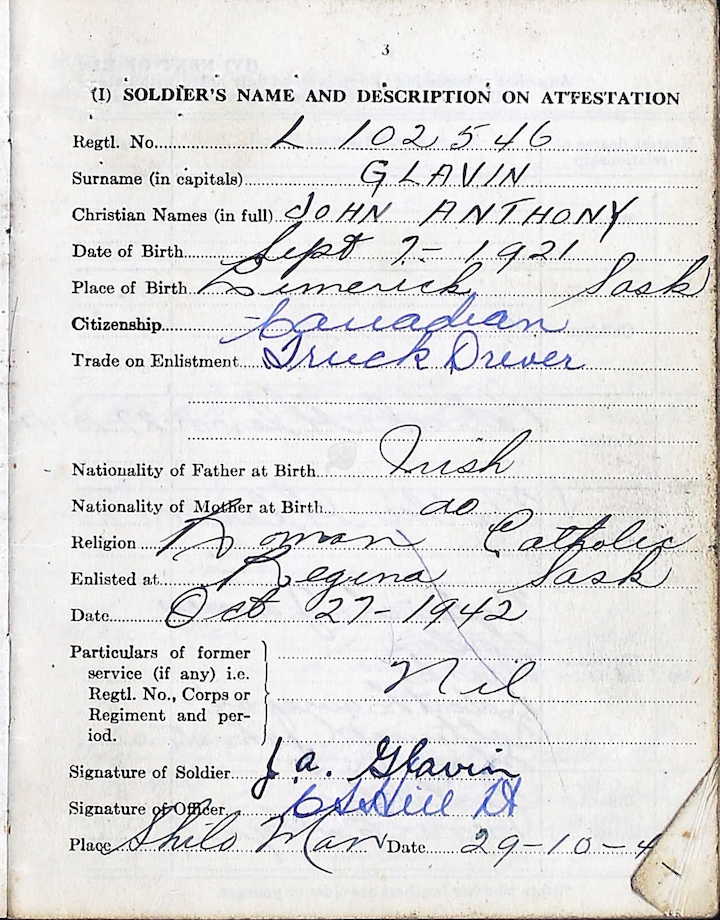 3
(I) SOLDIER'S NAME AND DESCRIPTION ON ATTESTATION
Regtl. No. L 102546
Surname (in capitals) GLAVIN
Christian Names (in full) JOHN ANTHONY
Date of Birth Sept 7- 1921
Place of Birth Limerick Sask
Citizenship Canadian
Trade on Enlistment Truck Driver
Nationality of Father at Birth Irish
Nationality of Mother at Birth do
Religion Roman Catholic
Enlisted at Regina Sask
Date Oct 27-1942
Particulars of former
service (if any) i.e.
Regtl. No., Corps or Nil
Regiment and per-
iod.
Signature of Soldier J.A. Glavin
Signature of Officer Lt
Place Shilo Man Date 29-10-4